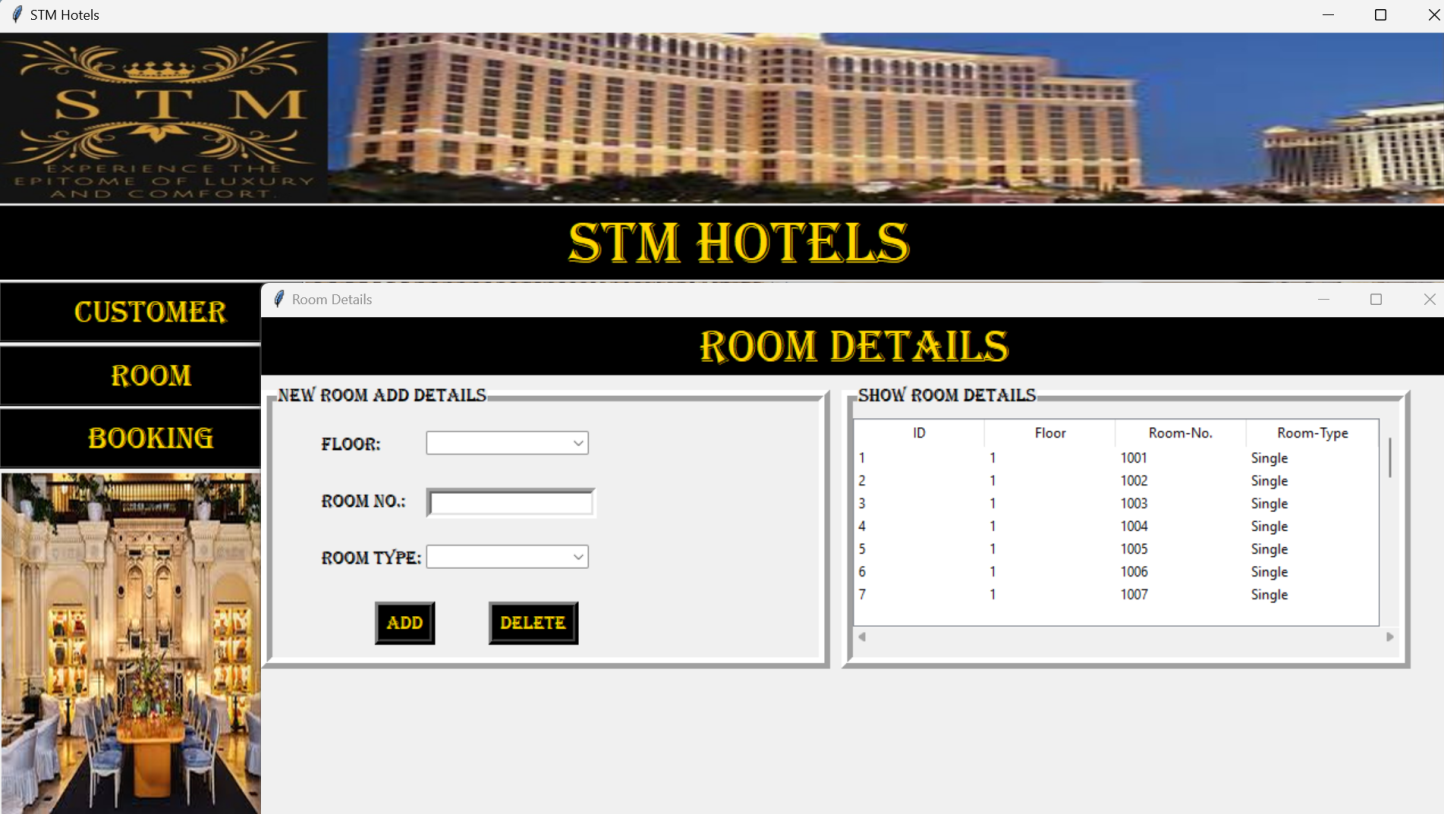 STM Hotels
S T M
EXPERIENCE THE
EPITOME OF LUXURY
AND COMFORT.
STM HOTELS
CUSTOMER
ROOM
BOOKING
Room Details
ROOM DETAILS
NEW ROOM ADD DETAILS
FLOOR:
ROOM NO.:
ROOM TYPE:
ADD DELETE
SHOW ROOM DETAILS
ID Floor Room-No. Room-Type
1 1 1001 Single
2 1 1002 Single
3 1 1003 Single
4 1 1004 Single
5 1 1005 Single
6 1 1006 Single
7 1 1007 Single